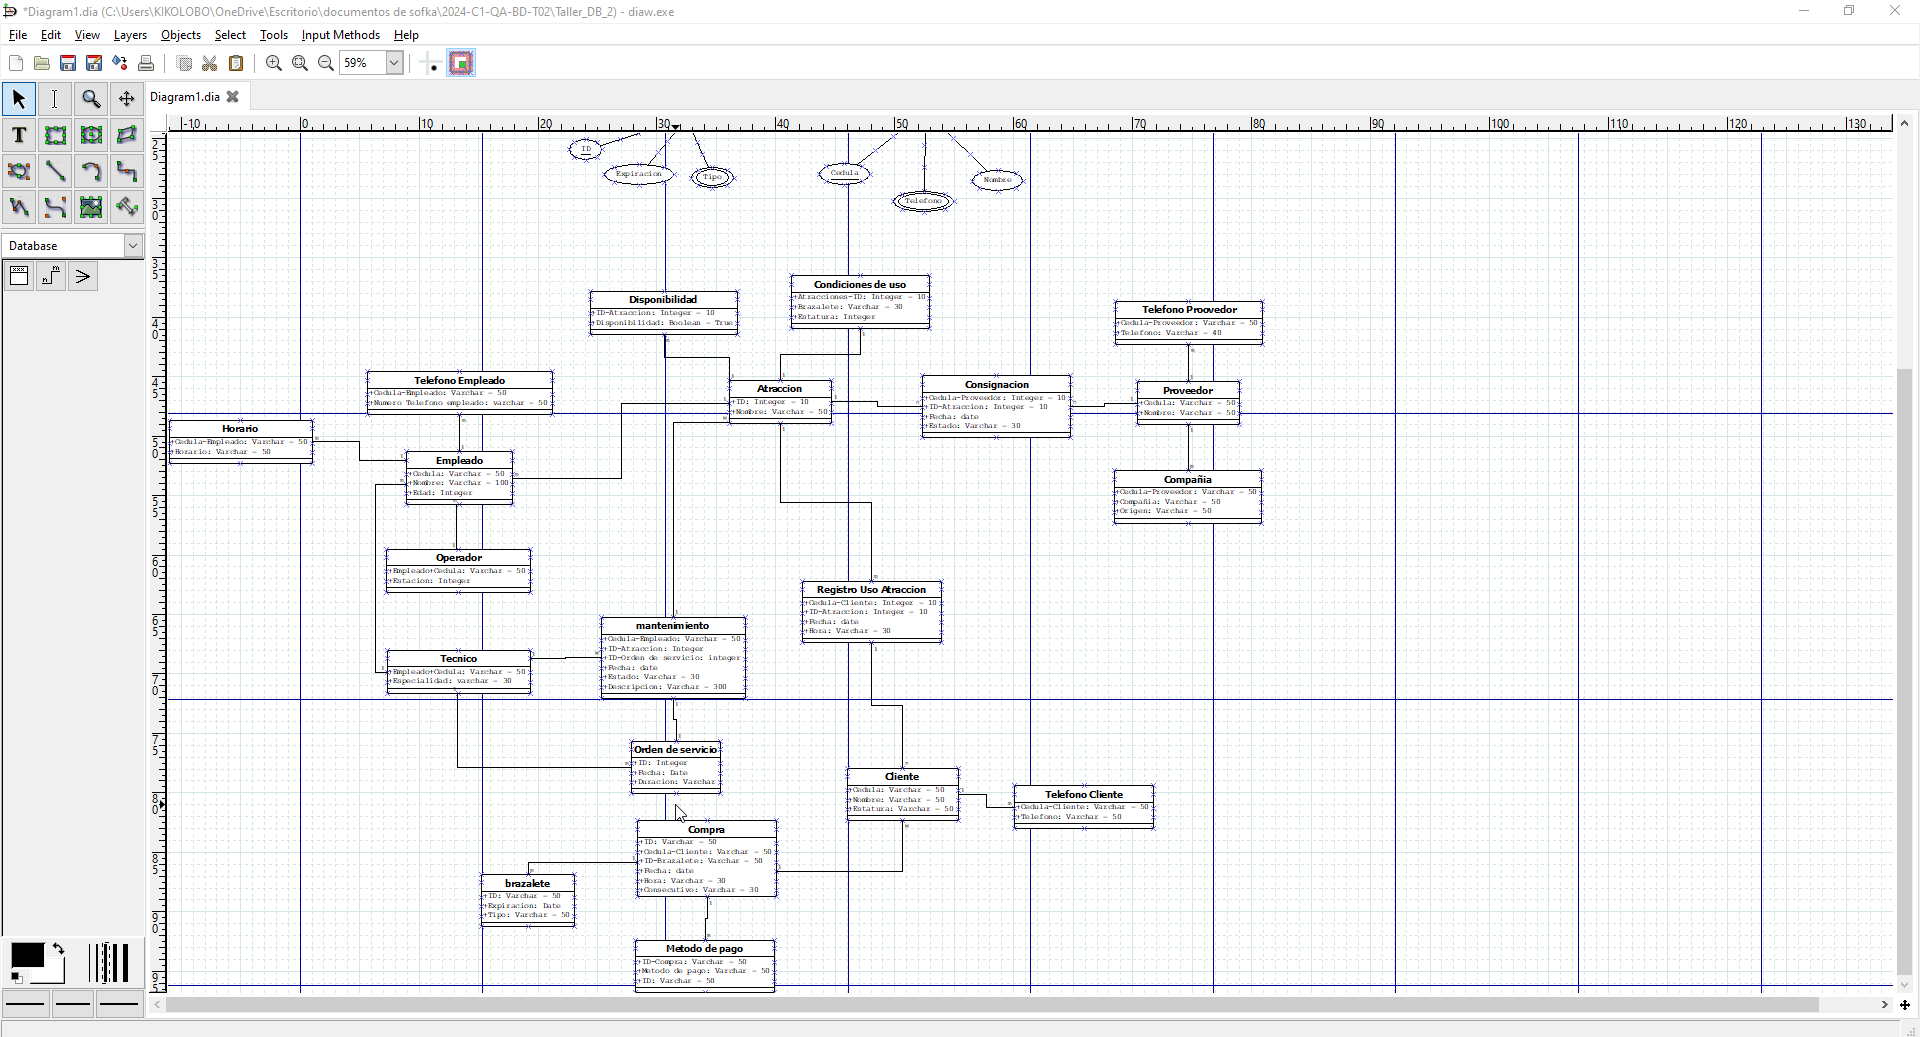 *Diagram1.dia (C:\Users\KIKOLOBO\OneDrive\Escritorio\documentos de sofka\2024-C1-QA-BD-T02\Taller_DB_2) - diaw.exe
File Edit View Layers Objects Select Tools Input Methods Help
59%
Diagram1.dia
-10 0 10 20 30 40 50 60 70 80 90 100 110 120 130
Database
ID
Expiracion
Tipo
Cedula
Telefono
Nombre
Disponibilidad
+ID-Atraccion: Integer - 10
+Disponibilidad: Boolean - True
Condiciones de uso
+Atracciones-ID: Integer - 10
+Brazalete: Varchar - 30
+Estatura: Integer
Telefono Proovedor
+Cedula-Proveedor: Varchar - 50
+Telefono: Varchar - 40
Telefono Empleado
+Cedula-Empleado: Varchar - 50
+Numero Telefono empleado: varchar - 50
Atraccion
+ID: Integer - 10
+Nombre: Varchar - 50
Consignacion
+Cedula-Proveedor: Integer - 10
+ID-Atraccion: Integer - 10
+Fecha: date
+Estado: Varchar - 30
Proveedor
+Cedula: Varchar - 50
+Nombre: Varchar - 50
Horario
+Cedula-Empleado: Varchar - 50
+Horario: Varchar - 50
Empleado
+Cedula: Varchar - 50
+Nombre: Varchar - 100
+Edad: Integer
Compañia
+Cedula-Proveedor: Varchar - 50
+Compañia: Varchar - 50
+Origen: Varchar - 50
Operador
+Empleado+Cedula: Varchar - 50
+Estacion: Integer
Registro Uso Atraccion
+Cedula-Cliente: Integer - 10
+ID-Atraccion: Integer - 10
+Fecha: date
+Hora: Varchar - 30
mantenimiento
+Cedula-Empleado: Varchar - 50
+ID-Atraccion: Integer
+ID-Orden de servicio: integer
+Fecha: date
+Estado: Varchar - 30
+Descripcion: Varchar - 300
Tecnico
+Empleado+Cedula: Varchar - 50
+Especialidad: varchar - 30
Orden de servicio
+ID: Integer
+Fecha: Date
+Duracion: Varchar
Cliente
+Cedula: Varchar - 50
+Nombre: Varchar - 50
+Estatura: Varchar - 50
Telefono Cliente
+Cedula-Cliente: Varchar - 50
+Telefono: Varchar - 50
Compra
+ID: Varchar - 50
+Cedula-Cliente: Varchar - 50
+ID-Brazalete: Varchar - 50
+Fecha: date
+Hora: Varchar - 30
+Consecutivo: Varchar - 30
brazalete
+ID: Varchar - 50
+Expiracion: Date
+Tipo: Varchar - 50
Metodo de pago
+ID-Compra: Varchar - 50
+Metodo de pago: Varchar - 50
+ID: Varchar - 50